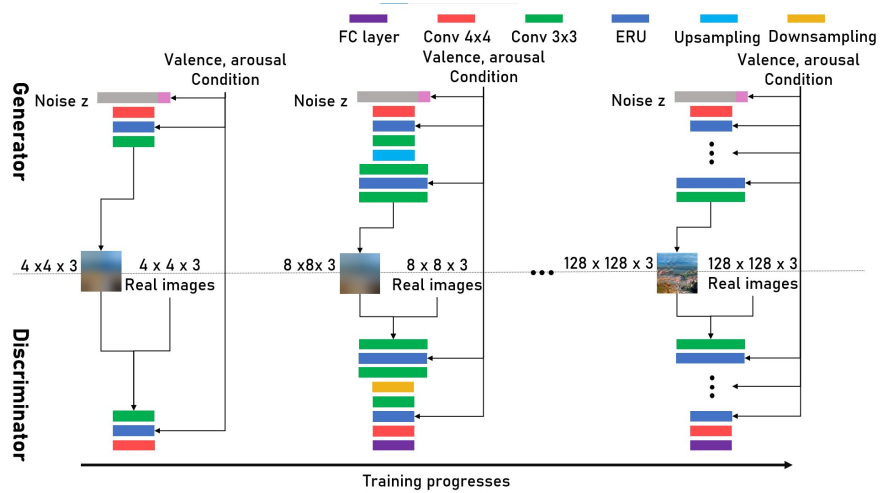 FC layer
Conv 4x4
Conv 3x3
ERU
Upsampling
Downsampling
Valence, arousal
Condition
Valence, arousal
Condition
Valence, arousal
Condition
Generator
Noise z
Noise z
Noise z
4 x4 x 3
4 x 4 x 3
Real images
8 x8x 3
8 x 8 x 3
Real images
128 x 128 x 3
128 x 128 x 3
Real images
Discriminator
Training progresses